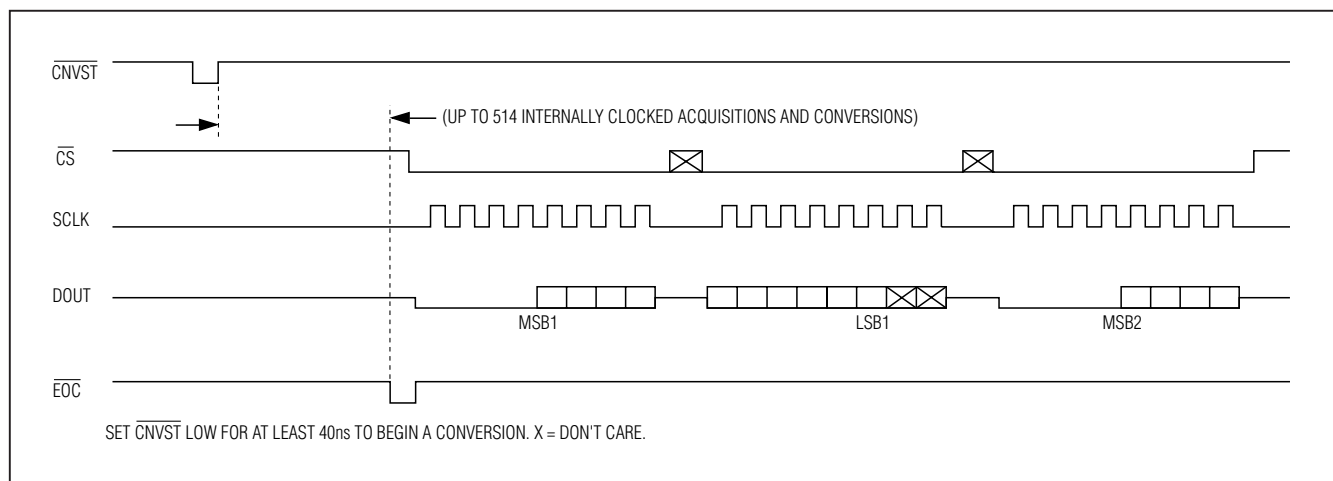 CNVST
(UP TO 514 INTERNALLY CLOCKED ACQUISITIONS AND CONVERSIONS)
CS
SCLK
DOUT
MSB1
LSB1
MSB2
EOC
SET CNVST LOW FOR AT LEAST 40ns TO BEGIN A CONVERSION. X = DON'T CARE.